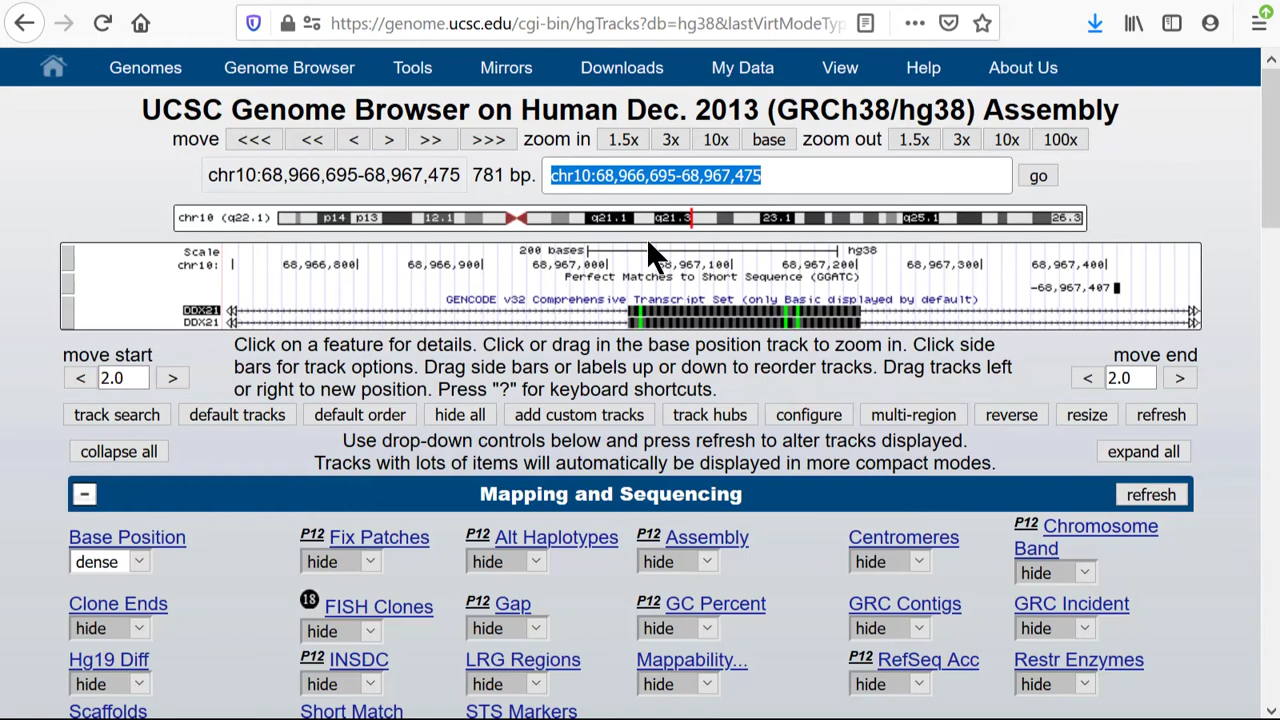 https://genome.ucsc.edu/cgi-bin/hgTracks?db=hg38&lastVirtModeTyp
Genomes Genome Browser Tools Mirrors Downloads My Data View Help About Us
UCSC Genome Browser on Human Dec. 2013 (GRCh38/hg38) Assembly
move <<< << < > >> >>> zoom in 1.5x 3x 10x base zoom out 1.5x 3x 10x 100x
chr10:68,966,695-68,967,475 781 bp. chr10:68,966,695-68,967,475 go
chr10 (q22.1) p14 p13 12.1 q21.1 q21.3 23.1 q25.1 26.3
Scale 200 bases hg38
chr10: 68,966,800 68,966,900 68,967,000 68,967,100 68,967,200 68,967,300 68,967,400
Perfect Matches to Short Sequence (GGATC)
-68,967,407
GENCODE v32 Comprehensive Transcript Set (only Basic displayed by default)
DDX21
DDX21
move start
< 2.0 >
Click on a feature for details. Click or drag in the base position track to zoom in. Click side
bars for track options. Drag side bars or labels up or down to reorder tracks. Drag tracks left
or right to new position. Press "?" for keyboard shortcuts.
move end
< 2.0 >
track search default tracks default order hide all add custom tracks track hubs configure multi-region reverse resize refresh
collapse all
Use drop-down controls below and press refresh to alter tracks displayed.
Tracks with lots of items will automatically be displayed in more compact modes.
expand all
- Mapping and Sequencing refresh
Base Position P12 Fix Patches P12 Alt Haplotypes P12 Assembly Centromeres P12 Chromosome
Band
dense hide hide hide hide hide
Clone Ends 18 FISH Clones P12 Gap P12 GC Percent GRC Contigs GRC Incident
hide hide hide hide hide hide
Hg19 Diff P12 INSDC LRG Regions Mappability... P12 RefSeq Acc Restr Enzymes
hide hide hide hide hide hide
Scaffolds Short Match STS Markers